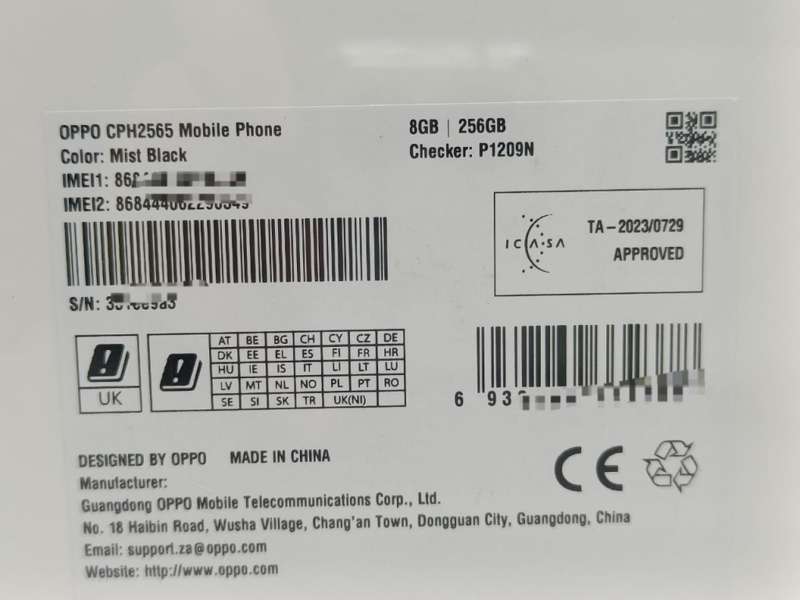 OPPO CPH2565 Mobile Phone
8GB | 256GB
Color: Mist Black
Checker: P1209N
IMEI1:
IMEI2:
ICASA
TA-2023/0729
APPROVED
S/N:
UK
AT BE BG CH CY CZ DE
DK EE EL ES FI FR HR
HU IE IS IT LI LT LU
LV MT NL NO PL PT RO
SE SI SK TR UK(NI)
6 93
DESIGNED BY OPPO MADE IN CHINA
CE
Manufacturer:
Guangdong OPPO Mobile Telecommunications Corp., Ltd.
No. 18 Haibin Road, Wusha Village, Chang'an Town, Dongguan City, Guangdong, China
Email: support.za@oppo.com
Website: http://www.oppo.com